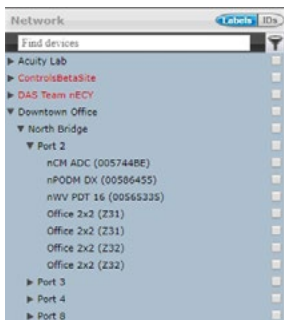 Network Labels IDs
Find devices
Acuity Lab
ControlsBetaSite
DAS Team nECY
Downtown Office
North Bridge
Port 2
nCM ADC (005744BE)
nPODM DX (00586455)
nWV PDT 16 (00565335)
Office 2x2 (Z31)
Office 2x2 (Z31)
Office 2x2 (Z32)
Office 2x2 (Z32)
Port 3
Port 4
Port 8